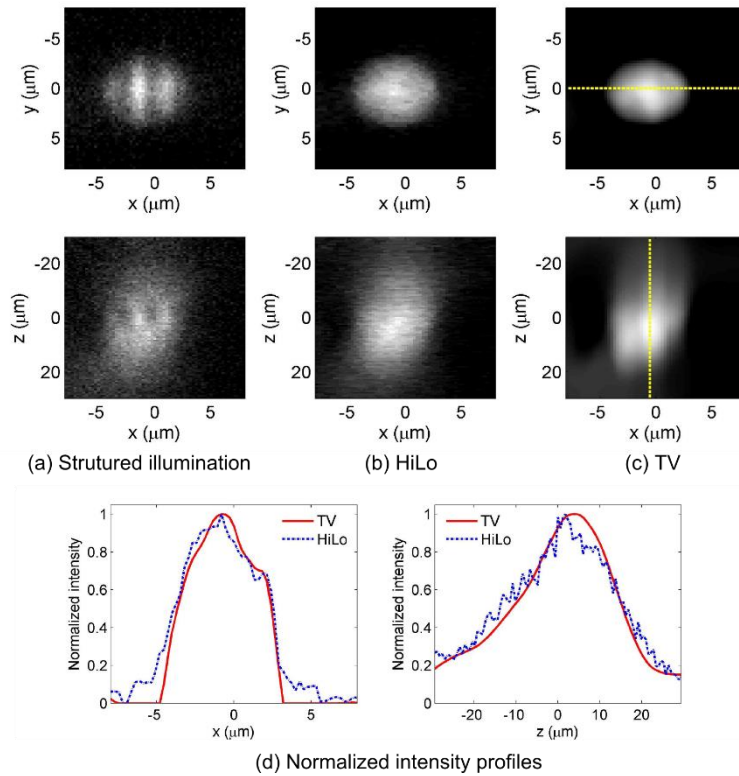 -5
0
5
y (μm)
-5 0 5
x (μm)
-5
0
5
y (μm)
-5 0 5
x (μm)
-5
0
5
y (μm)
-5 0 5
x (μm)
-20
0
20
z (μm)
-5 0 5
x (μm)
-20
0
20
z (μm)
-5 0 5
x (μm)
-20
0
20
z (μm)
-5 0 5
x (μm)
(a) Strutured illumination (b) HiLo (c) TV
1
0.8
0.6
0.4
0.2
0
Normalized intensity
TV
HiLo
-5 0 5
x (μm)
1
0.8
0.6
0.4
0.2
0
Normalized intensity
TV
HiLo
-20 -10 0 10 20
z (μm)
(d) Normalized intensity profiles